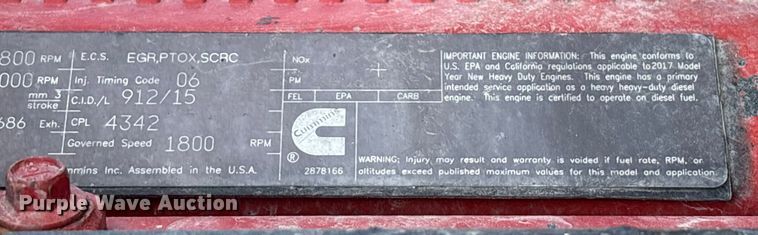 800 RPM E.C.S. EGR,PTOX,SCRC NOx
000 RPM Inj. Timing Code 06 PM
mm 3 stroke C.I.D./L 912/15 FEL EPA CARB
686 Exh. CPL 4342
Governed Speed 1800 RPM
mmins Inc. Assembled in the U.S.A.
Cummins
®
2878166
IMPORTANT ENGINE INFORMATION: This engine conforms to
U.S. EPA and California regulations applicable to2017 Model
Year New Heavy Duty Engines. This engine has a primary
intended service application as a heavy heavy-duty diesel
engine. This engine is certified to operate on diesel fuel.
WARNING: Injury may result and warranty is voided if fuel rate, RPM, or
altitudes exceed published maximum values for this model and application.
Purple Wave Auction